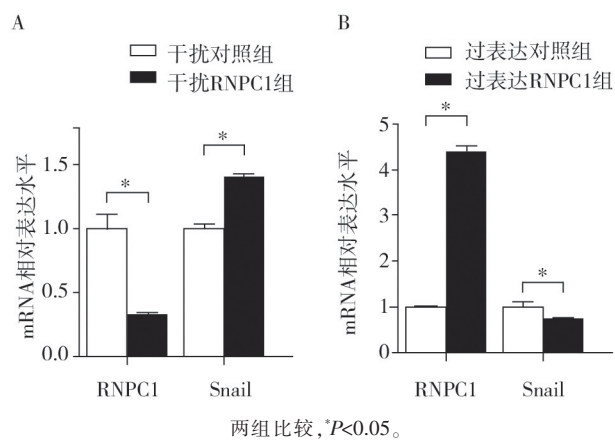 A
干扰对照组
干扰RNPC1组
mRNA相对表达水平
1.5
1.0
0.5
0.0
*
*
RNPC1
Snail
B
过表达对照组
过表达RNPC1组
mRNA相对表达水平
5
4
3
2
1
0
*
*
RNPC1
Snail
两组比较,*P<0.05。